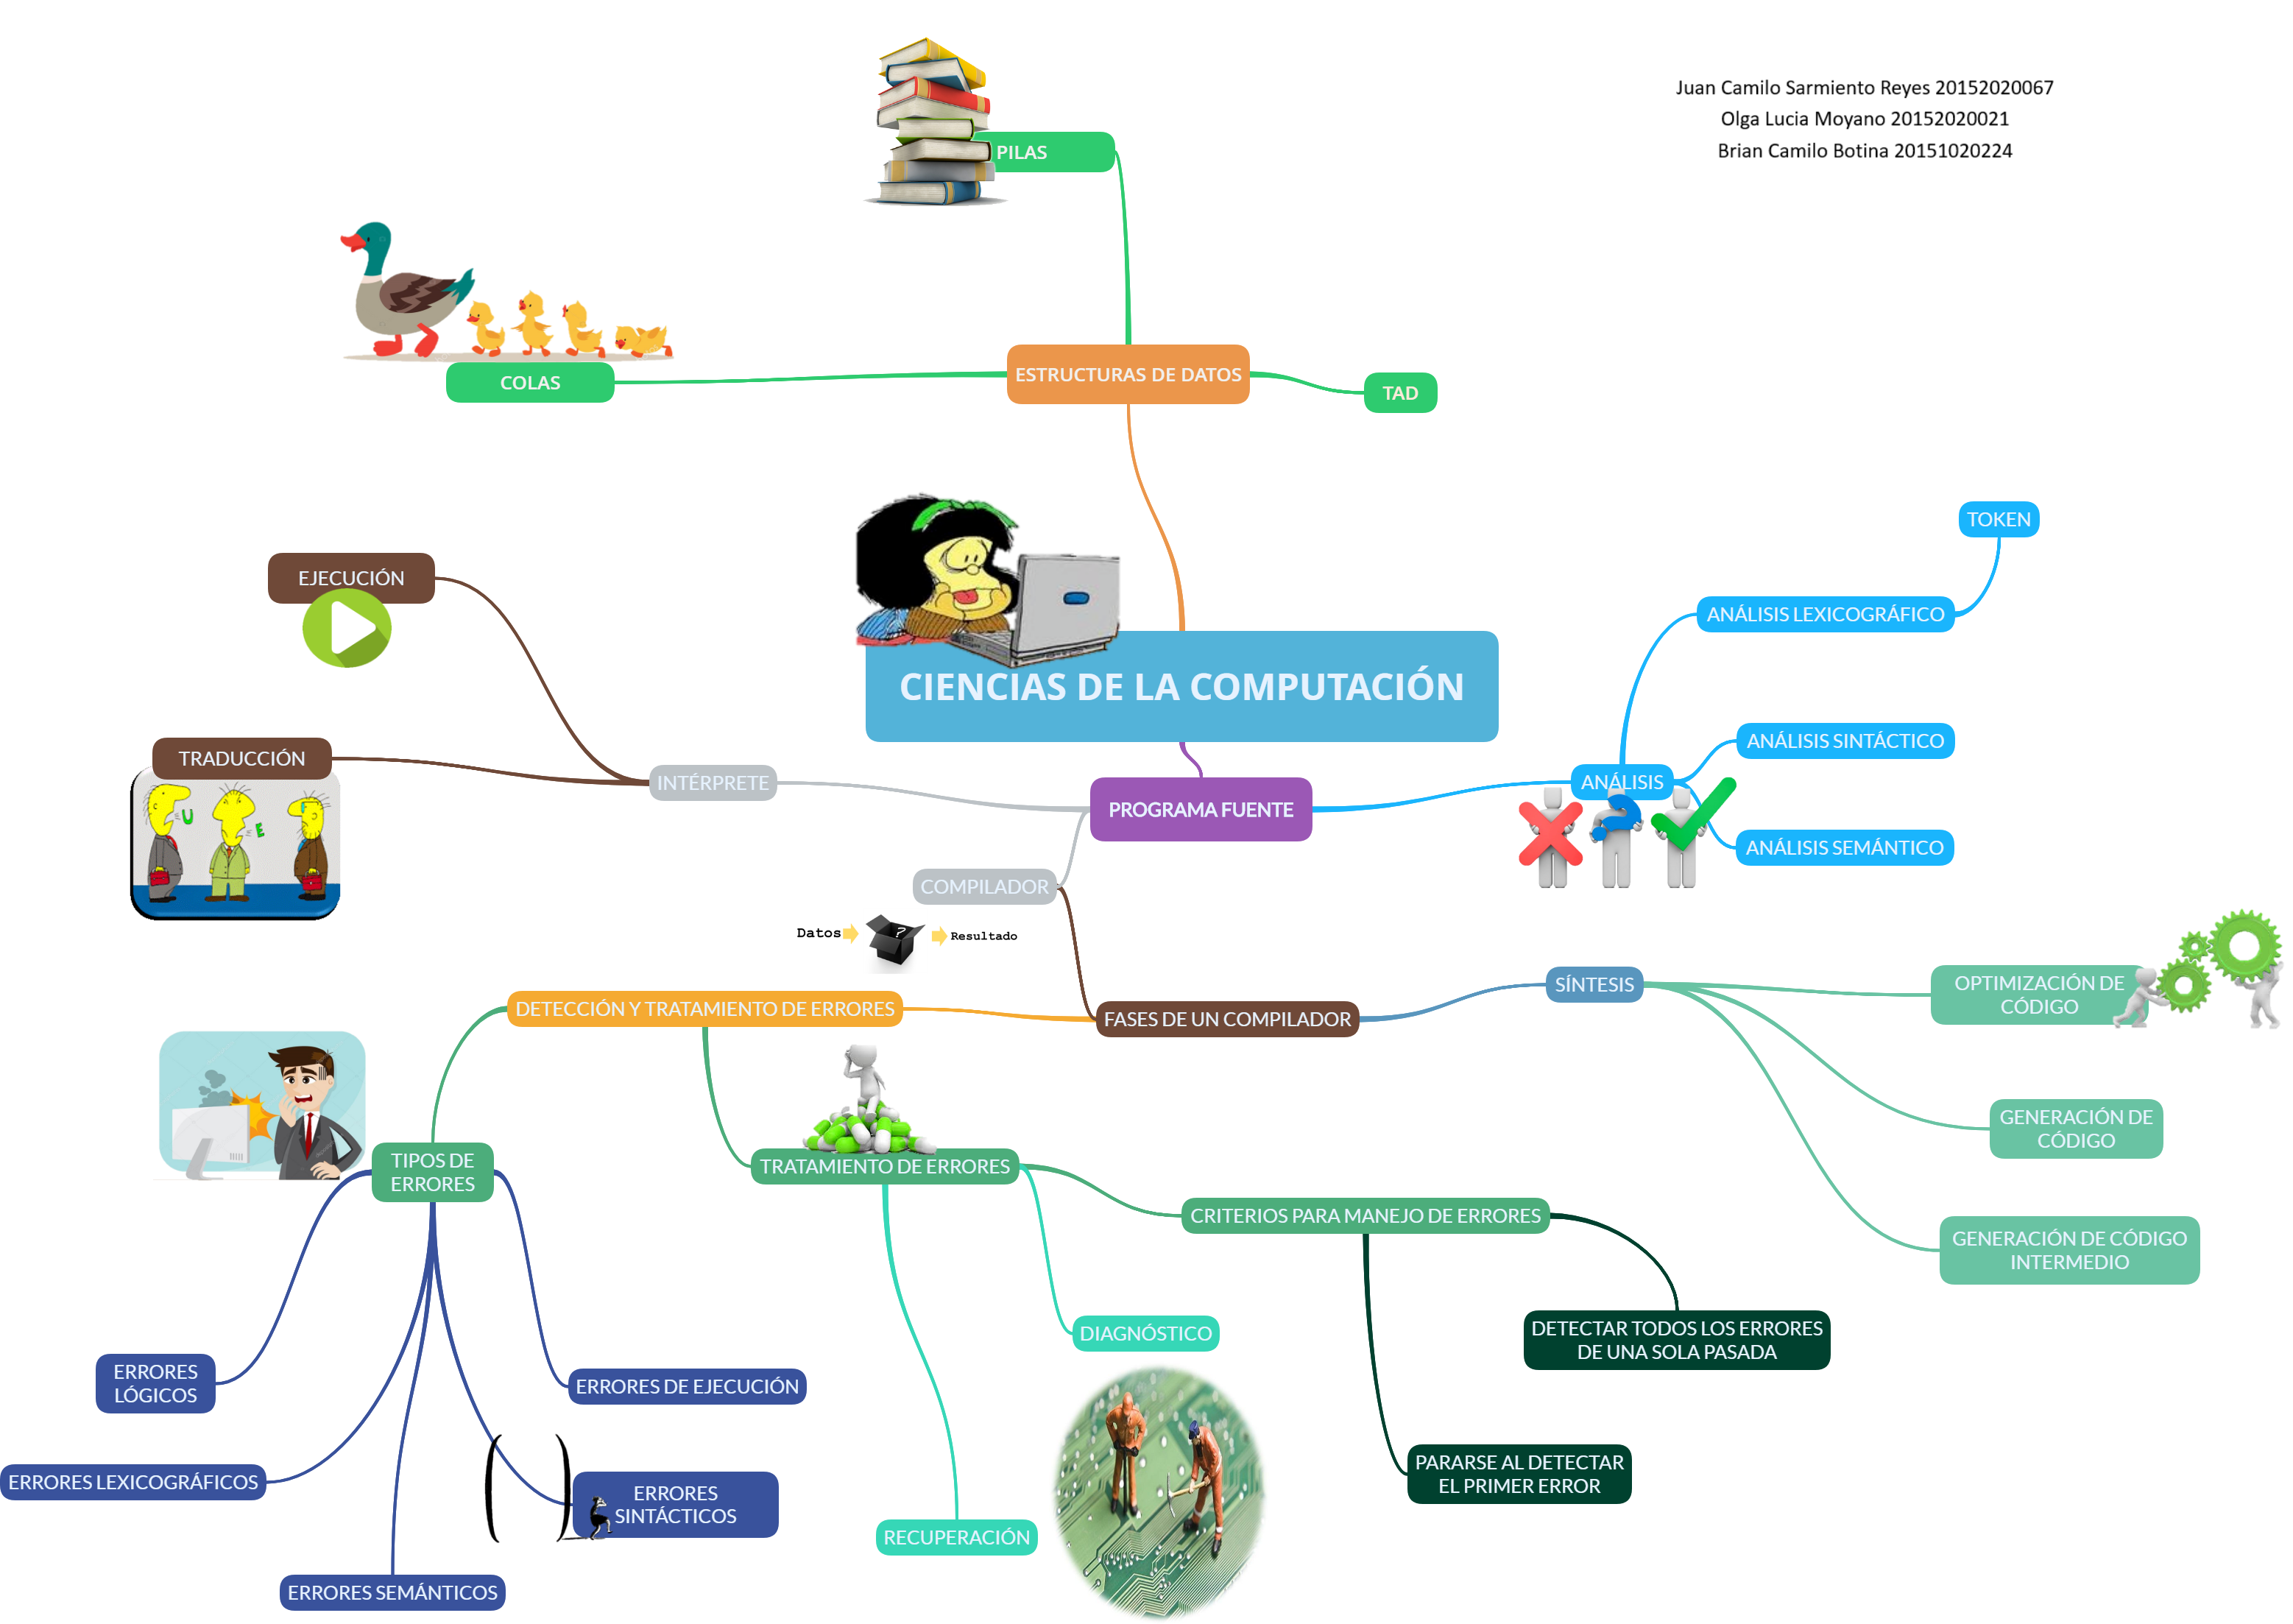 Juan Camilo Sarmiento Reyes 20152020067
Olga Lucia Moyano 20152020021
Brian Camilo Botina 20151020224
PILAS
COLAS
ESTRUCTURAS DE DATOS
TAD
TOKEN
EJECUCIÓN
ANÁLISIS LEXICOGRÁFICO
CIENCIAS DE LA COMPUTACIÓN
ANÁLISIS SINTÁCTICO
TRADUCCIÓN
INTÉRPRETE
ANÁLISIS
PROGRAMA FUENTE
U
E
ANÁLISIS SEMÁNTICO
COMPILADOR
Datos
?
Resultado
SÍNTESIS
OPTIMIZACIÓN DE
CÓDIGO
DETECCIÓN Y TRATAMIENTO DE ERRORES
FASES DE UN COMPILADOR
GENERACIÓN DE
CÓDIGO
TIPOS DE
ERRORES
TRATAMIENTO DE ERRORES
CRITERIOS PARA MANEJO DE ERRORES
GENERACIÓN DE CÓDIGO
INTERMEDIO
DIAGNÓSTICO
DETECTAR TODOS LOS ERRORES
DE UNA SOLA PASADA
ERRORES
LÓGICOS
ERRORES DE EJECUCIÓN
PARARSE AL DETECTAR
EL PRIMER ERROR
ERRORES LEXICOGRÁFICOS
ERRORES
SINTÁCTICOS
RECUPERACIÓN
ERRORES SEMÁNTICOS